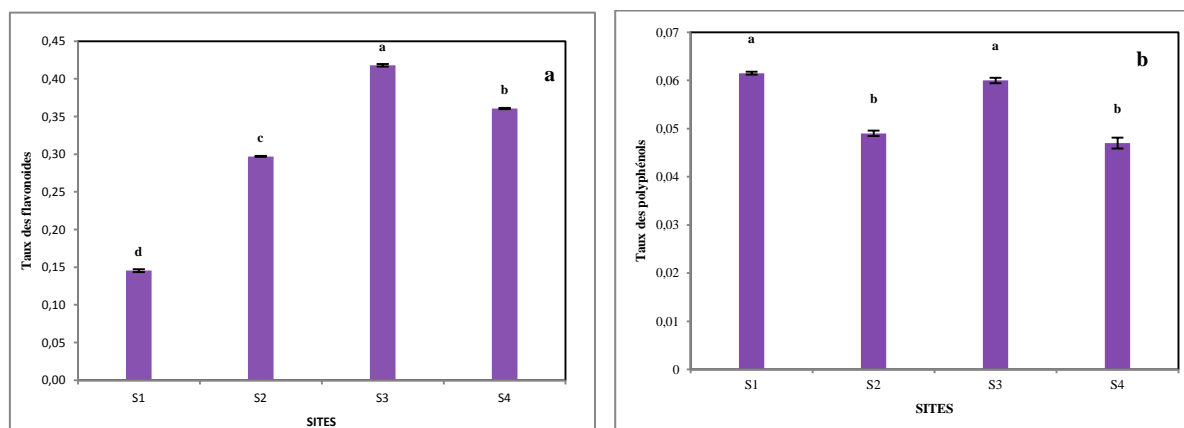 Taux des flavonoides
0,45
0,40
0,35
0,30
0,25
0,20
0,15
0,10
0,05
0,00
a
d
c
a
b
S1
S2
S3
S4
SITES
Taux des polyphénols
0,07
0,06
0,05
0,04
0,03
0,02
0,01
0
b
a
b
a
b
S1
S2
S3
S4
SITES